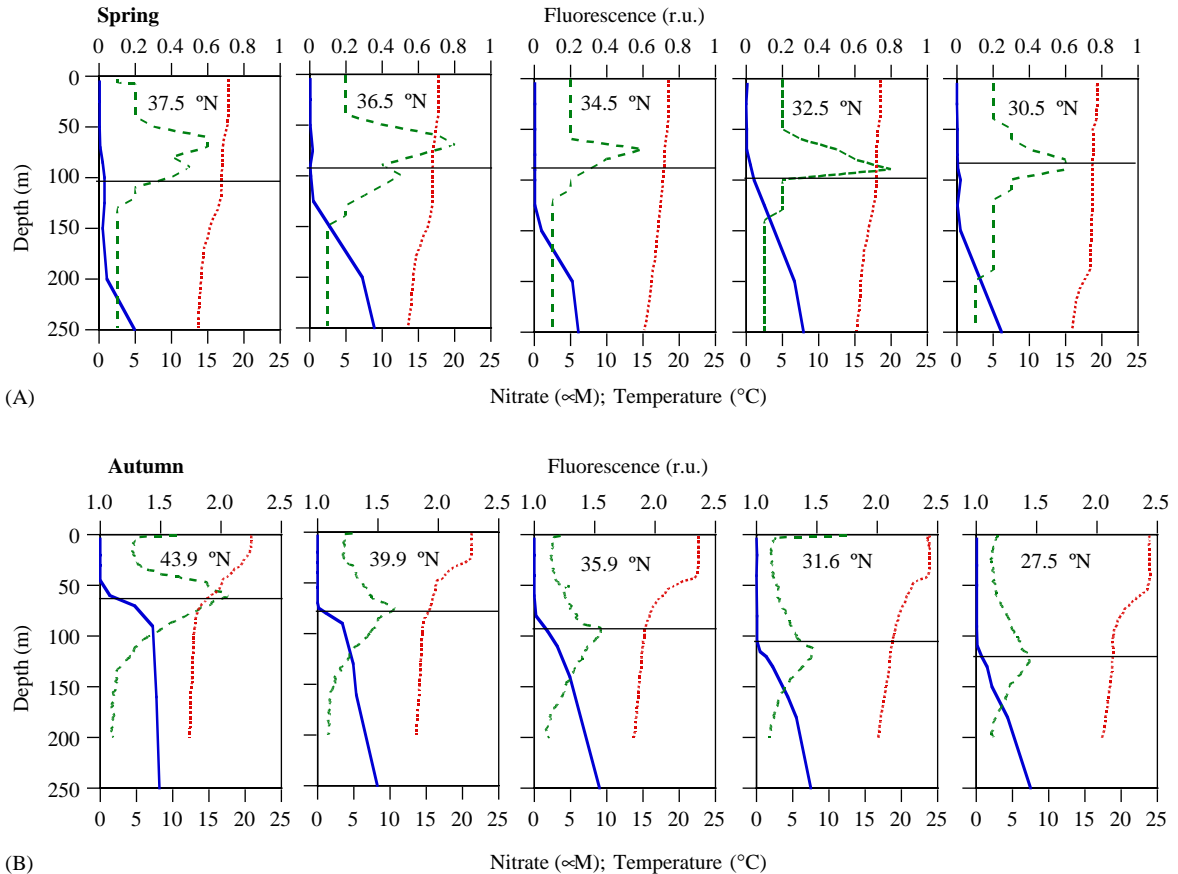 Spring
Fluorescence (r.u.)
0 0.2 0.4 0.6 0.8 1 0 0.2 0.4 0.6 0.8 1 0 0.2 0.4 0.6 0.8 1 0 0.2 0.4 0.6 0.8 1 0 0.2 0.4 0.6 0.8 1
37.5 ºN 36.5 ºN 34.5 ºN 32.5 ºN 30.5 ºN
Depth (m)
0
50
100
150
200
250
0 5 10 15 20 25 0 5 10 15 20 25 0 5 10 15 20 25 0 5 10 15 20 25 0 5 10 15 20 25
(A)
Nitrate (∝M); Temperature (°C)
Autumn
Fluorescence (r.u.)
1.0 1.5 2.0 2.5 1.0 1.5 2.0 2.5 1.0 1.5 2.0 2.5 1.0 1.5 2.0 2.5 1.0 1.5 2.0 2.5
43.9 ºN 39.9 ºN 35.9 ºN 31.6 ºN 27.5 ºN
Depth (m)
0
50
100
150
200
250
0 5 10 15 20 25 0 5 10 15 20 25 0 5 10 15 20 25 0 5 10 15 20 25 0 5 10 15 20 25
(B)
Nitrate (∝M); Temperature (°C)